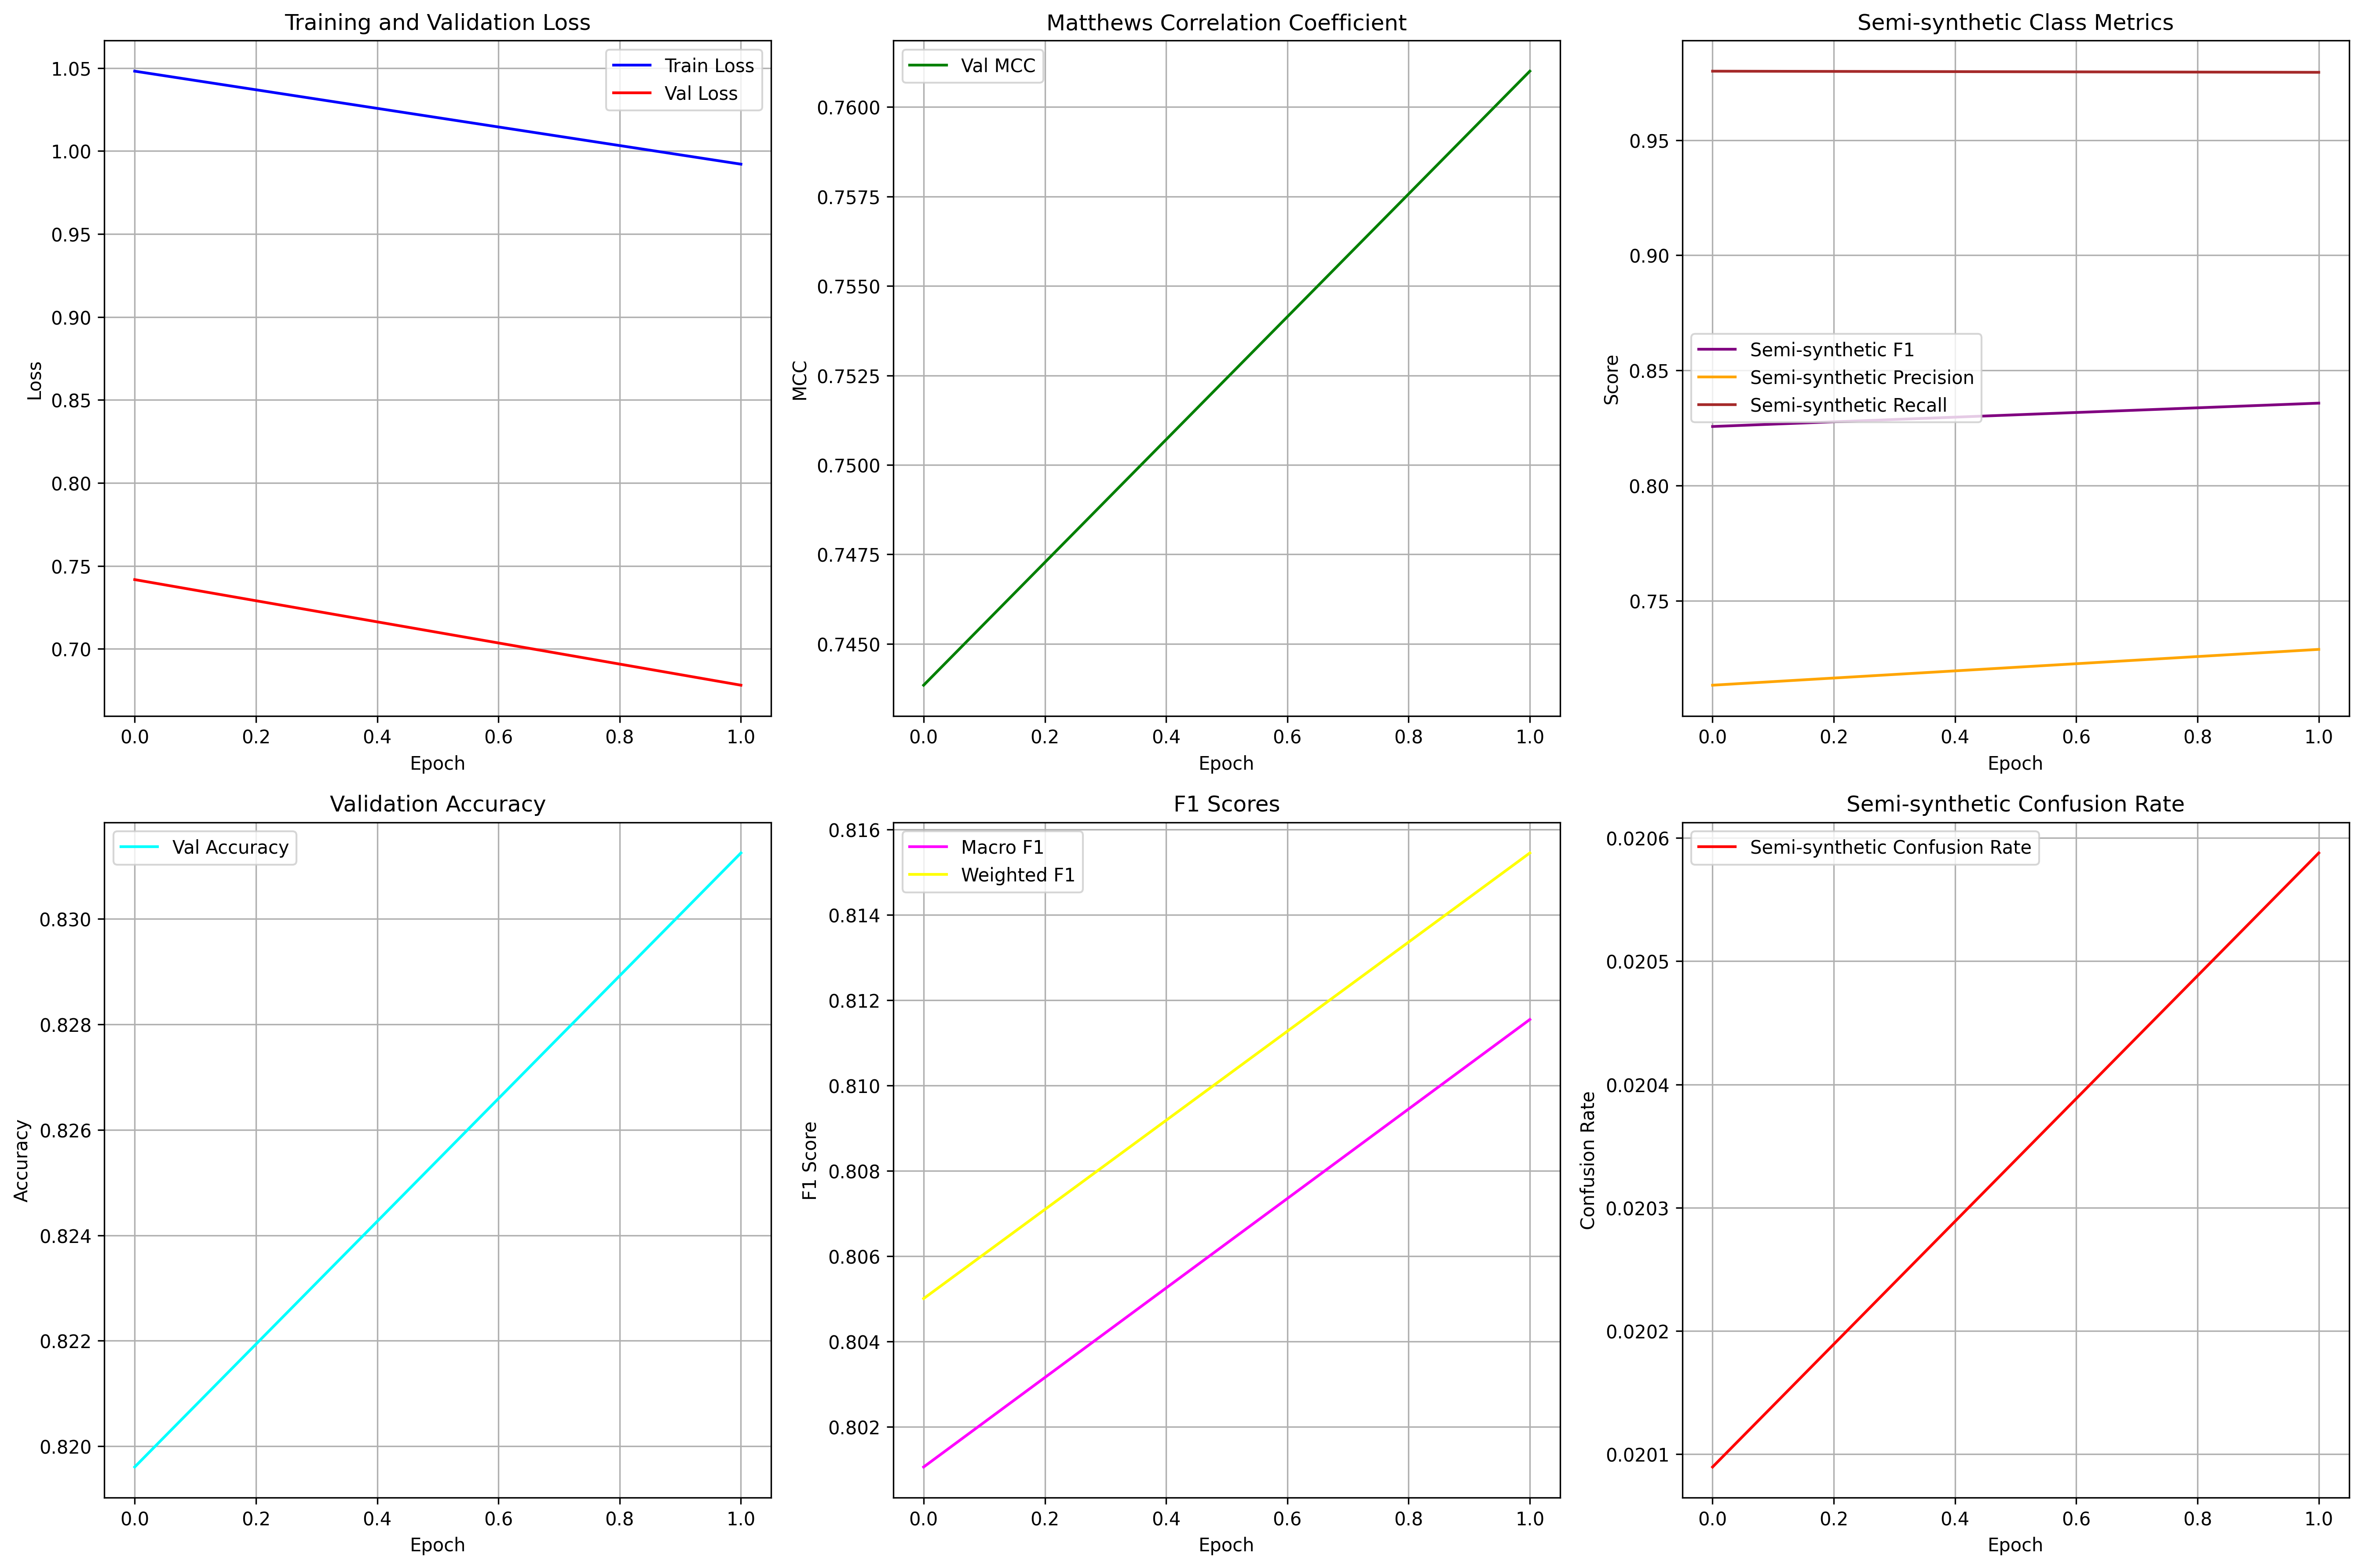 Training and Validation Loss
Train Loss
Val Loss
1.05
1.00
0.95
0.90
0.85
0.80
0.75
0.70
Loss
0.0 0.2 0.4 0.6 0.8 1.0
Epoch
Matthews Correlation Coefficient
Val MCC
0.7600
0.7575
0.7550
0.7525
0.7500
0.7475
0.7450
MCC
0.0 0.2 0.4 0.6 0.8 1.0
Epoch
Semi-synthetic Class Metrics
0.95
0.90
0.85
0.80
0.75
Score
Semi-synthetic F1
Semi-synthetic Precision
Semi-synthetic Recall
0.0 0.2 0.4 0.6 0.8 1.0
Epoch
Validation Accuracy
Val Accuracy
0.830
0.828
0.826
0.824
0.822
0.820
Accuracy
0.0 0.2 0.4 0.6 0.8 1.0
Epoch
F1 Scores
Macro F1
Weighted F1
0.816
0.814
0.812
0.810
0.808
0.806
0.804
0.802
F1 Score
0.0 0.2 0.4 0.6 0.8 1.0
Epoch
Semi-synthetic Confusion Rate
Semi-synthetic Confusion Rate
0.0206
0.0205
0.0204
0.0203
0.0202
0.0201
Confusion Rate
0.0 0.2 0.4 0.6 0.8 1.0
Epoch